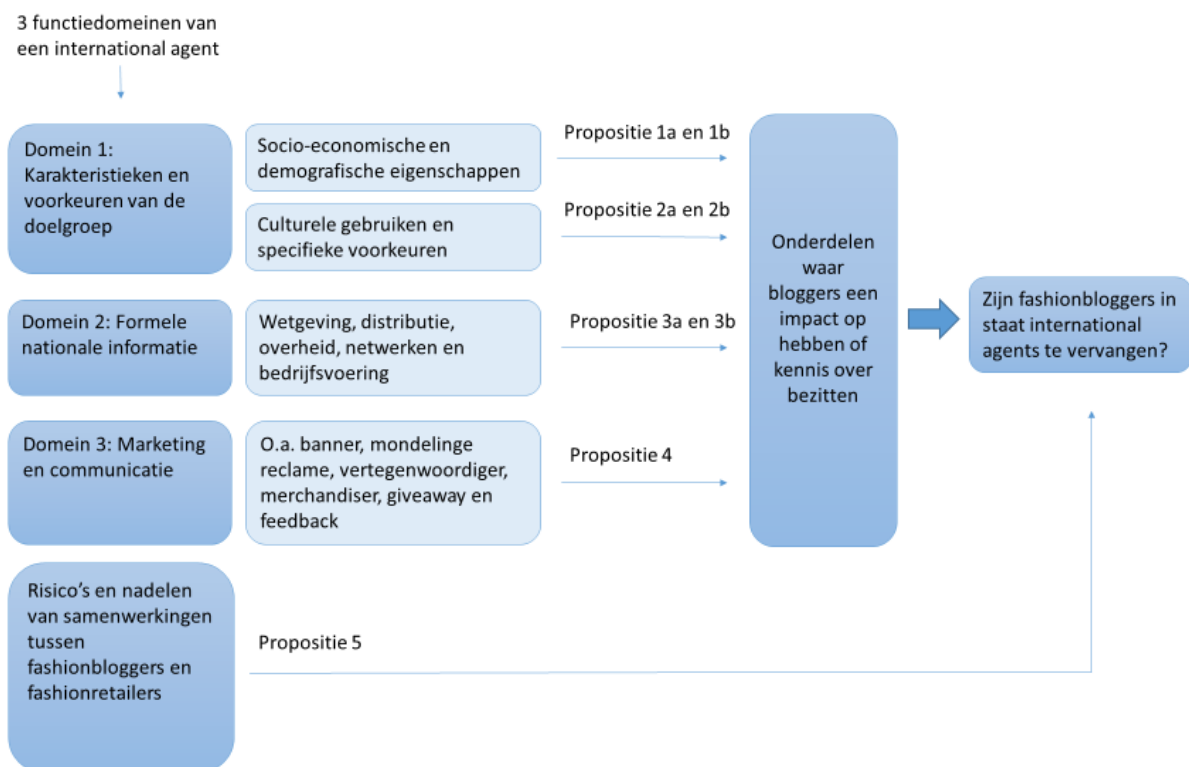 3 functiedomeinen van
een international agent
Domein 1:
Karakteristieken en
voorkeuren van de
doelgroep
Socio-economische en
demografische eigenschappen
Propositie 1a en 1b
Culturele gebruiken en
specifieke voorkeuren
Propositie 2a en 2b
Domein 2: Formele
nationale informatie
Wetgeving, distributie,
overheid, netwerken en
bedrijfsvoering
Propositie 3a en 3b
Domein 3: Marketing
en communicatie
O.a. banner, mondelinge
reclame, vertegenwoordiger,
merchandiser, giveaway en
feedback
Propositie 4
Onderdelen
waar
bloggers een
impact op
hebben of
kennis over
bezitten
Zijn fashionbloggers in
staat international
agents te vervangen?
Risico's en nadelen
van samenwerkingen
tussen
fashionbloggers en
fashionretailers
Propositie 5